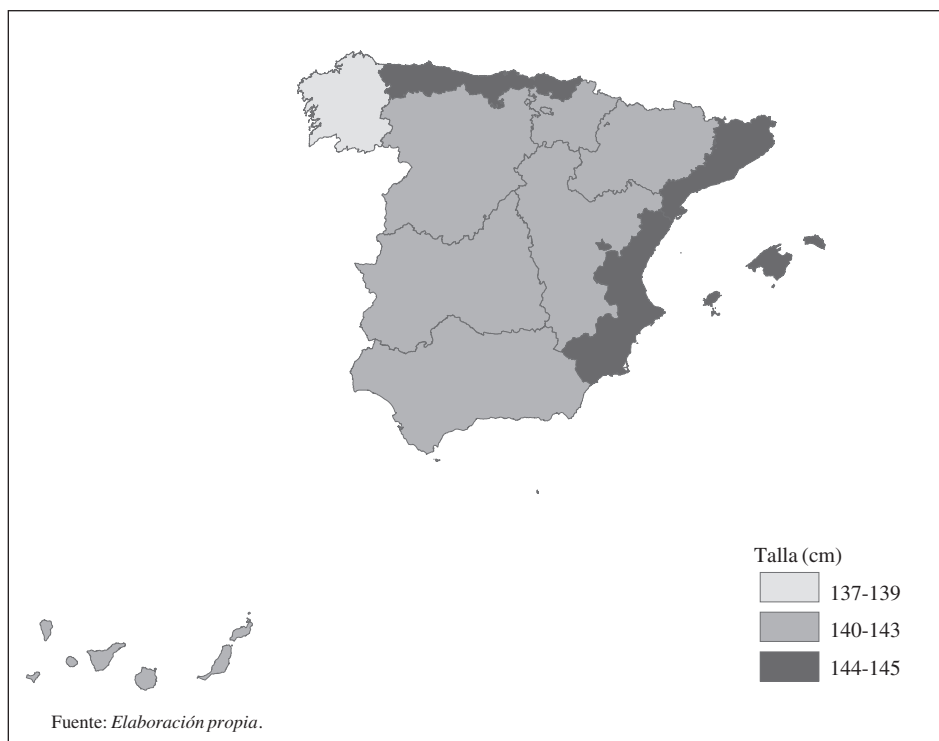 Talla (cm)
137-139
140-143
144-145
Fuente: Elaboración propia.